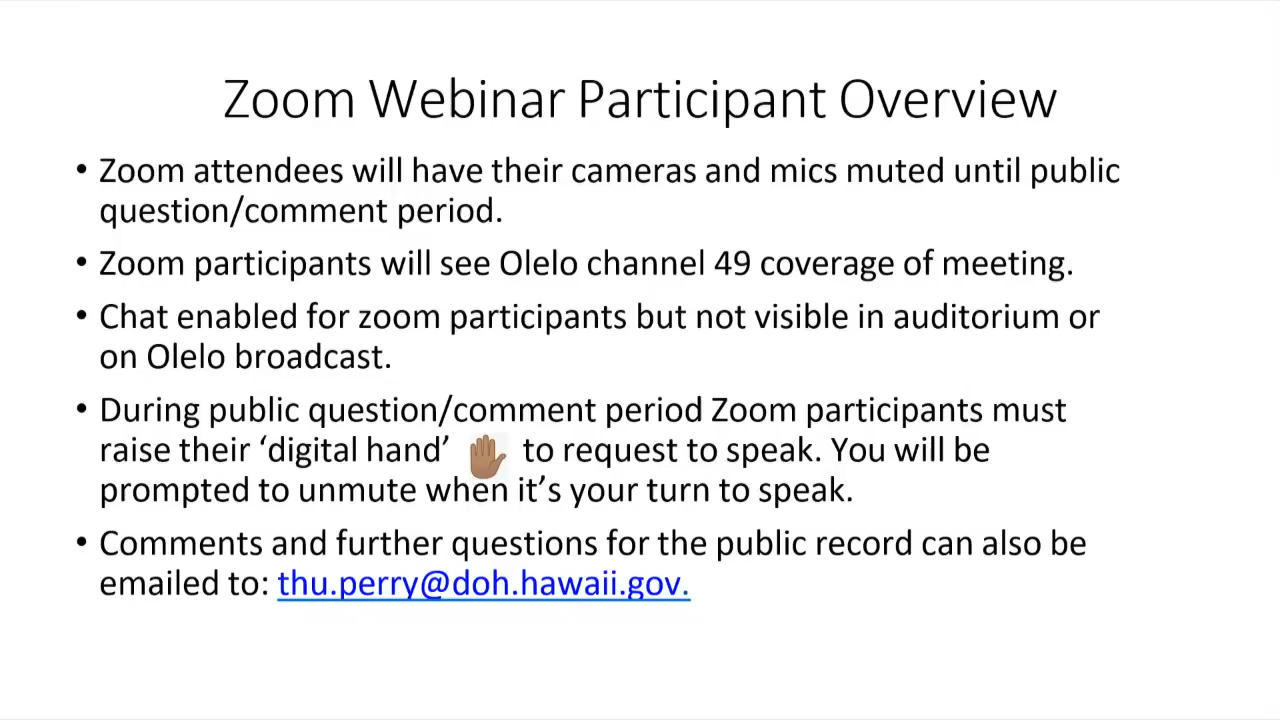 Zoom Webinar Participant Overview
• Zoom attendees will have their cameras and mics muted until public
question/comment period.
• Zoom participants will see Olelo channel 49 coverage of meeting.
• Chat enabled for zoom participants but not visible in auditorium or
on Olelo broadcast.
• During public question/comment period Zoom participants must
raise their ‘digital hand’ to request to speak. You will be
prompted to unmute when it’s your turn to speak.
• Comments and further questions for the public record can also be
emailed to: thu.perry@doh.hawaii.gov.